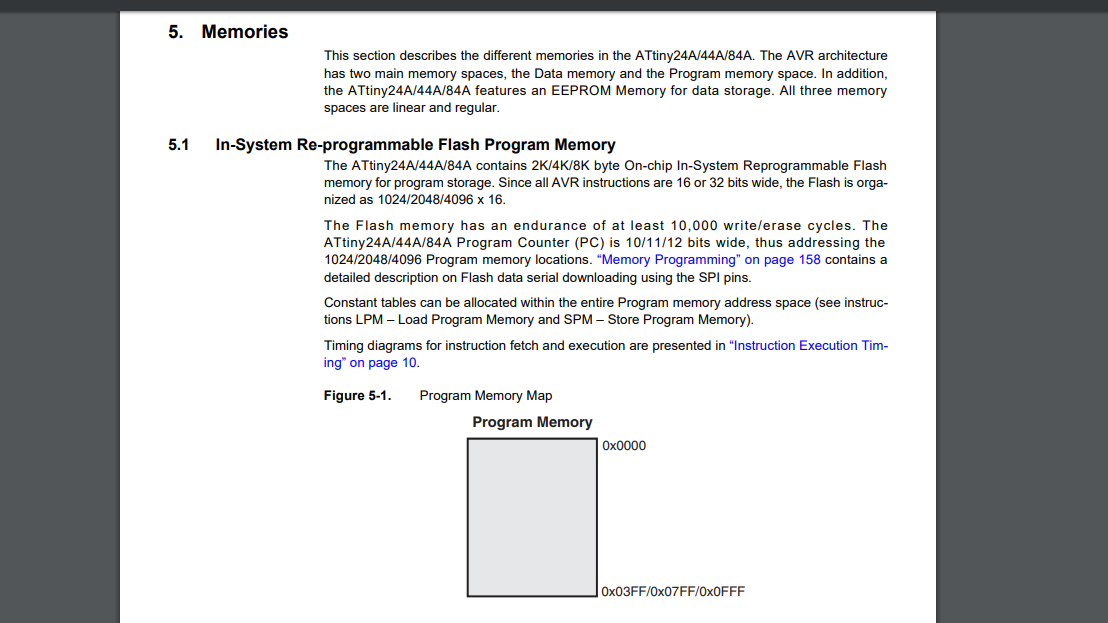 5. Memories
This section describes the different memories in the ATtiny24A/44A/84A. The AVR architecture
has two main memory spaces, the Data memory and the Program memory space. In addition,
the ATtiny24A/44A/84A features an EEPROM Memory for data storage. All three memory
spaces are linear and regular.
5.1 In-System Re-programmable Flash Program Memory
The ATtiny24A/44A/84A contains 2K/4K/8K byte On-chip In-System Reprogrammable Flash
memory for program storage. Since all AVR instructions are 16 or 32 bits wide, the Flash is orga-
nized as 1024/2048/4096 x 16.
The Flash memory has an endurance of at least 10,000 write/erase cycles. The
ATtiny24A/44A/84A Program Counter (PC) is 10/11/12 bits wide, thus addressing the
1024/2048/4096 Program memory locations. “Memory Programming” on page 158 contains a
detailed description on Flash data serial downloading using the SPI pins.
Constant tables can be allocated within the entire Program memory address space (see instruc-
tions LPM – Load Program Memory and SPM – Store Program Memory).
Timing diagrams for instruction fetch and execution are presented in “Instruction Execution Tim-
ing” on page 10.
Figure 5-1. Program Memory Map
Program Memory
0x0000
0x03FF/0x07FF/0x0FFF